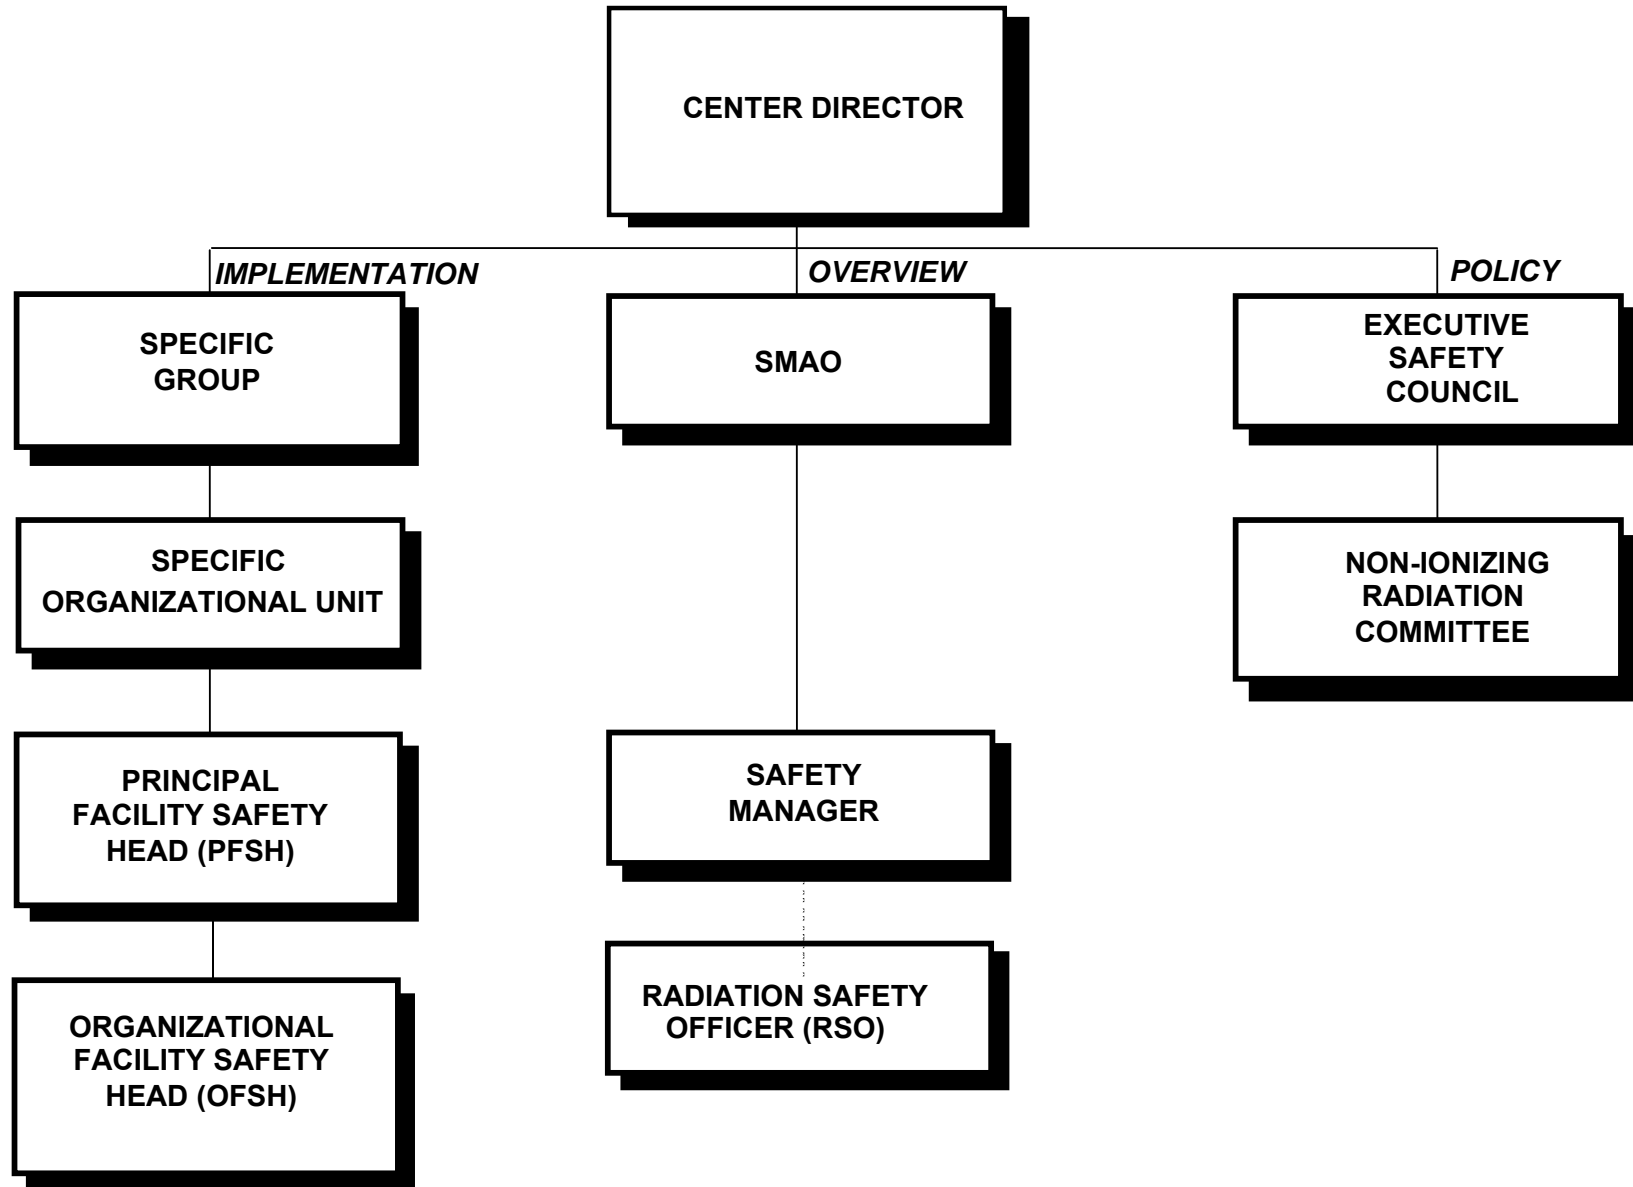 CENTER DIRECTOR
IMPLEMENTATION
OVERVIEW
POLICY
SPECIFIC
GROUP
SMAO
EXECUTIVE
SAFETY
COUNCIL
SPECIFIC
ORGANIZATIONAL UNIT
NON-IONIZING
RADIATION
COMMITTEE
PRINCIPAL
FACILITY SAFETY
HEAD (PFSH)
SAFETY
MANAGER
ORGANIZATIONAL
FACILITY SAFETY
HEAD (OFSH)
RADIATION SAFETY
OFFICER (RSO)